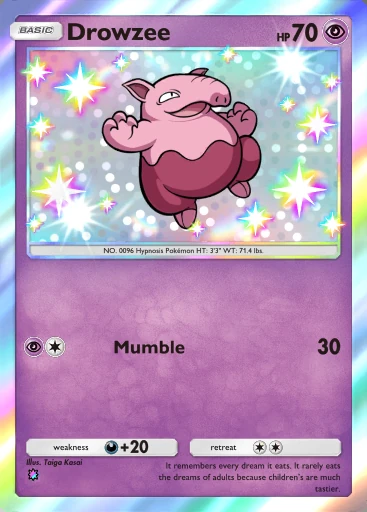 BASIC Drowzee HP 70
NO. 0096 Hypnosis Pokémon HT: 3'3" WT: 71.4 lbs.
Mumble 30
weakness +20 retreat
Illus. Taiga Kasai
It remembers every dream it eats. It rarely eats
the dreams of adults because children's are much
tastier.